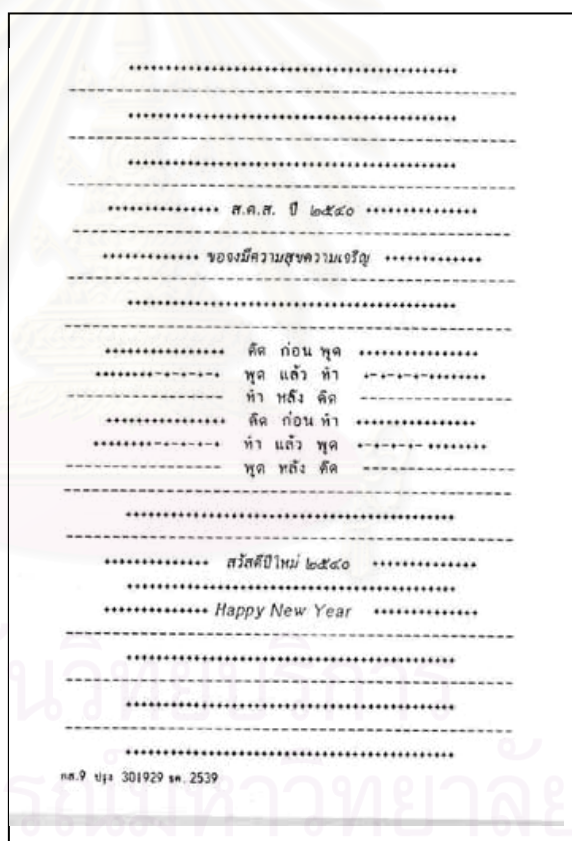 ส.ค.ส. ปี ๒๕๔๐
ขอจงมีความสุขความเจริญ
คิด ก่อน พูด
พูด แล้ว ทำ
ทำ หลัง คิด
คิด ก่อน ทำ
ทำ แล้ว พูด
พูด หลัง คิด
สวัสดีปีใหม่ ๒๕๔๐
Happy New Year
กส.9 ปรุง 301929 ธค. 2539